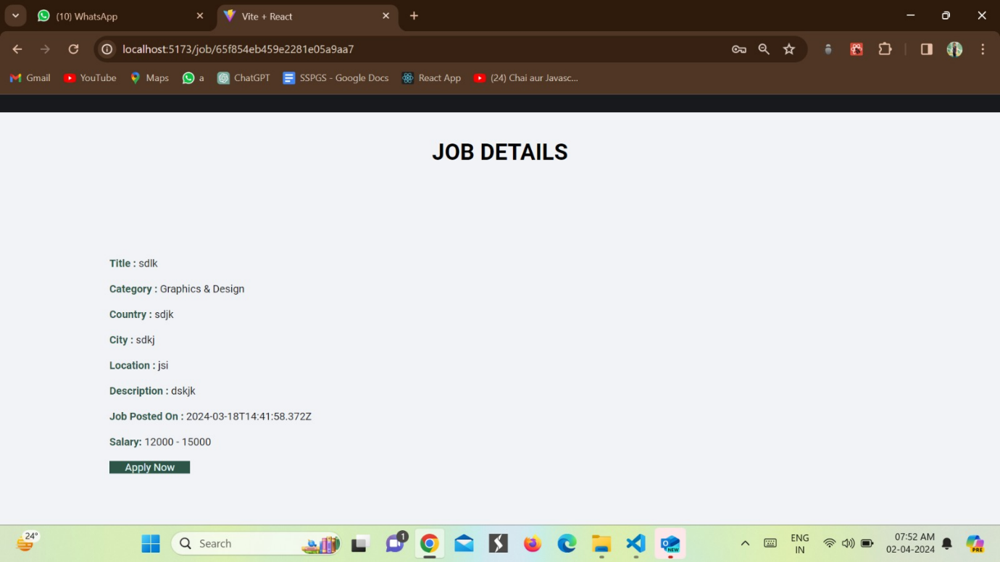 (10) WhatsApp
Vite + React
localhost:5173/job/65f854eb459e2281e05a9aa7
Gmail YouTube Maps a ChatGPT SSPGS - Google Docs React App (24) Chai aur Javasc...
JOB DETAILS
Title : sdlk
Category : Graphics & Design
Country : sdjk
City : sdkj
Location : jsi
Description : dskjk
Job Posted On : 2024-03-18T14:41:58.372Z
Salary: 12000 - 15000
Apply Now
24°
Search
1
NEW
ENG
IN
07:52 AM
02-04-2024
PRE